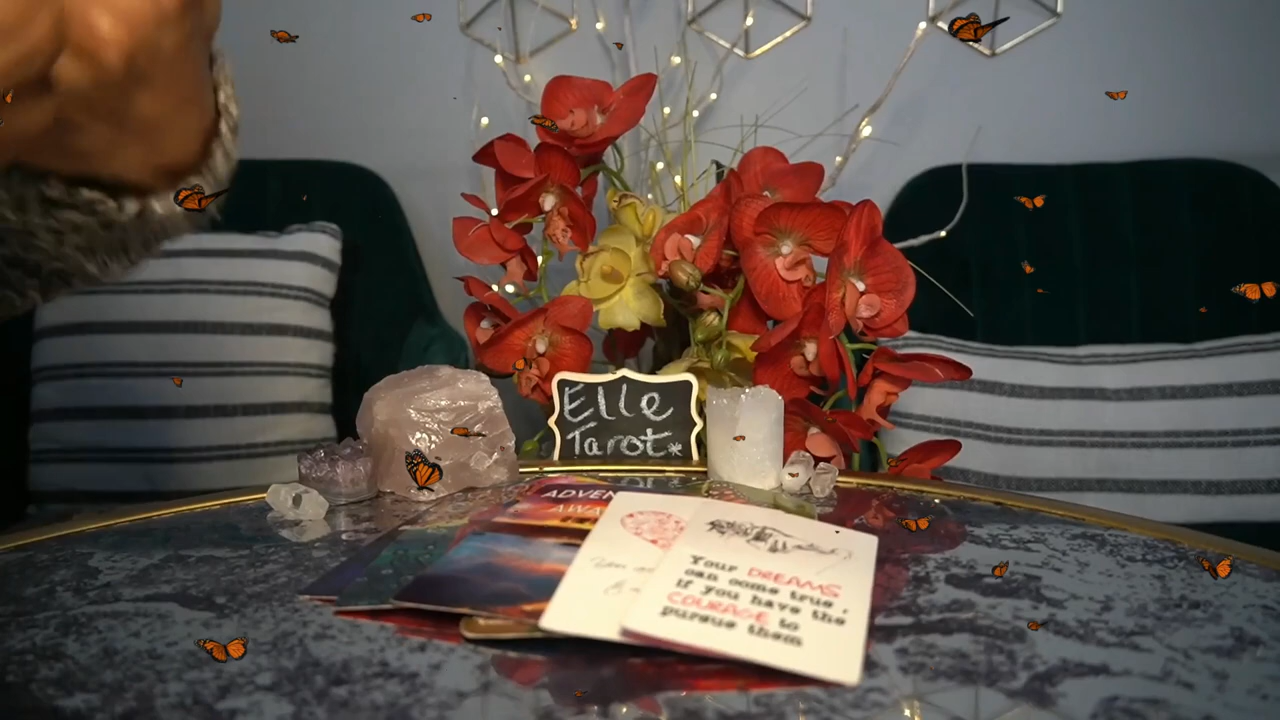 Elle
Tarot*
ADVEN
AWA
Your DREAMS
can come true,
if you have the
COURAGE to
pursue them